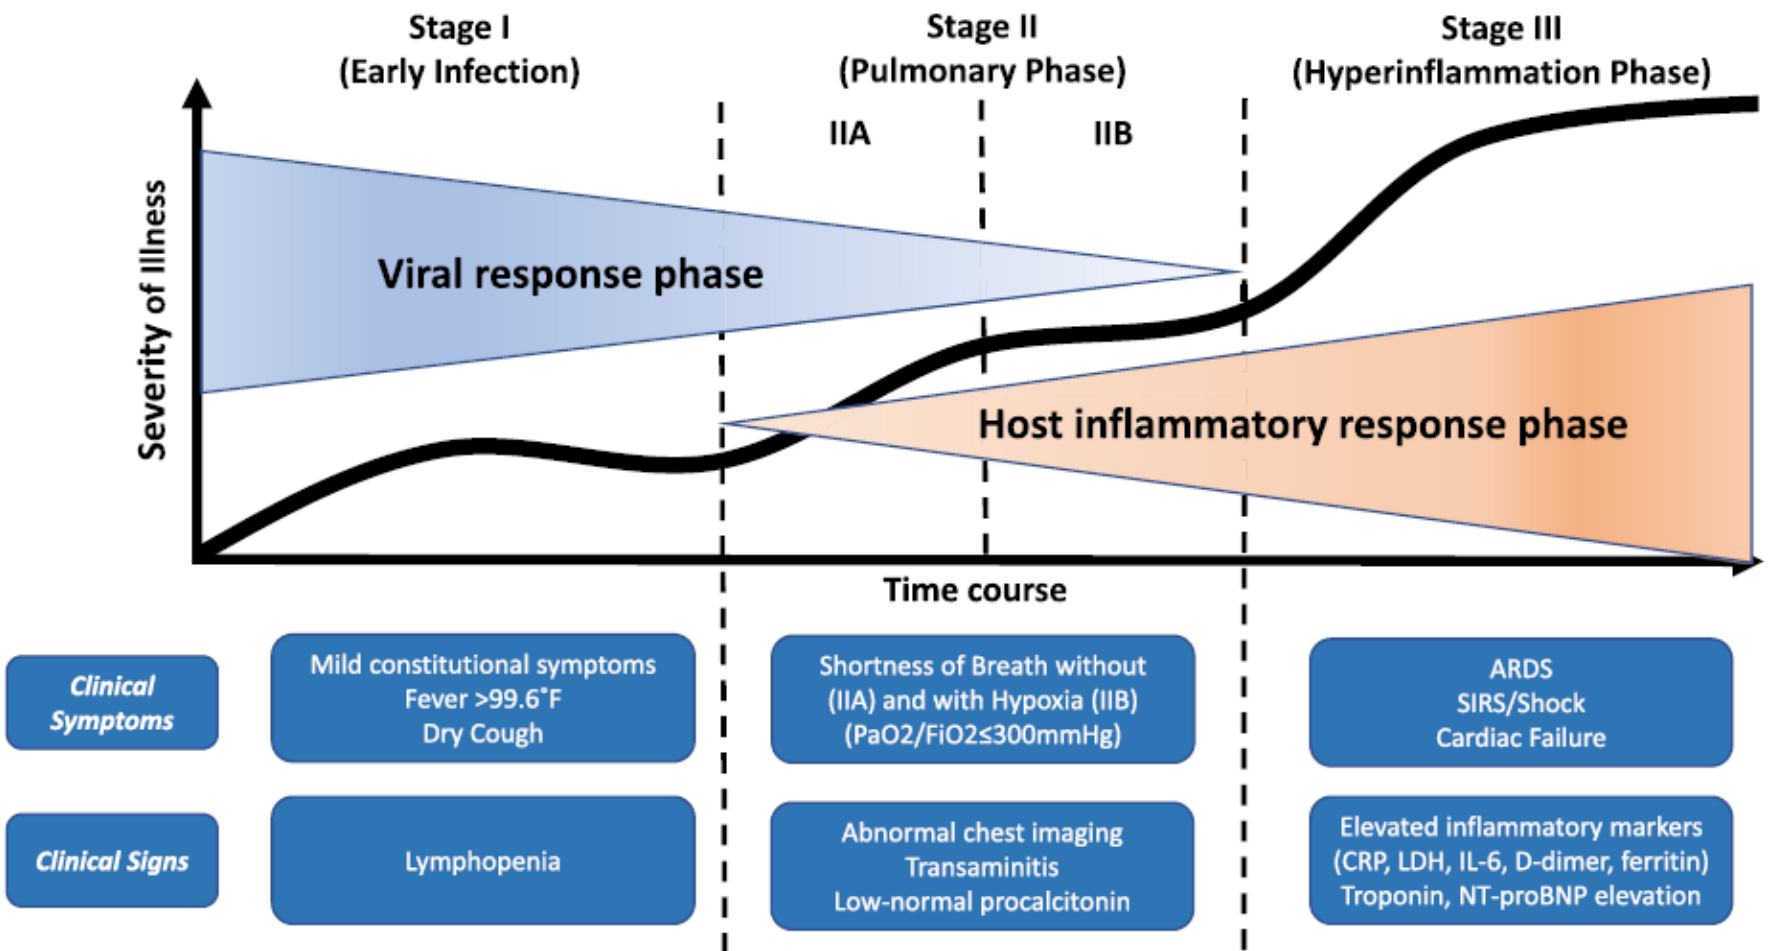 Stage I
(Early Infection)
Stage II
(Pulmonary Phase)
Stage III
(Hyperinflammation Phase)
IIA
IIB
Severity of Illness
Viral response phase
Host inflammatory response phase
Time course
Clinical
Symptoms
Mild constitutional symptoms
Fever >99.6°F
Dry Cough
Shortness of Breath without
(IIA) and with Hypoxia (IIB)
(PaO2/FiO2≤300mmHg)
ARDS
SIRS/Shock
Cardiac Failure
Clinical Signs
Lymphopenia
Abnormal chest imaging
Transaminitis
Low-normal procalcitonin
Elevated inflammatory markers
(CRP, LDH, IL-6, D-dimer, ferritin)
Troponin, NT-proBNP elevation